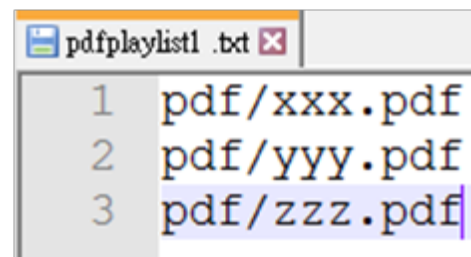 pdfplaylist1 .txt
1 pdf/xxx.pdf
2 pdf/yyy.pdf
3 pdf/zzz.pdf